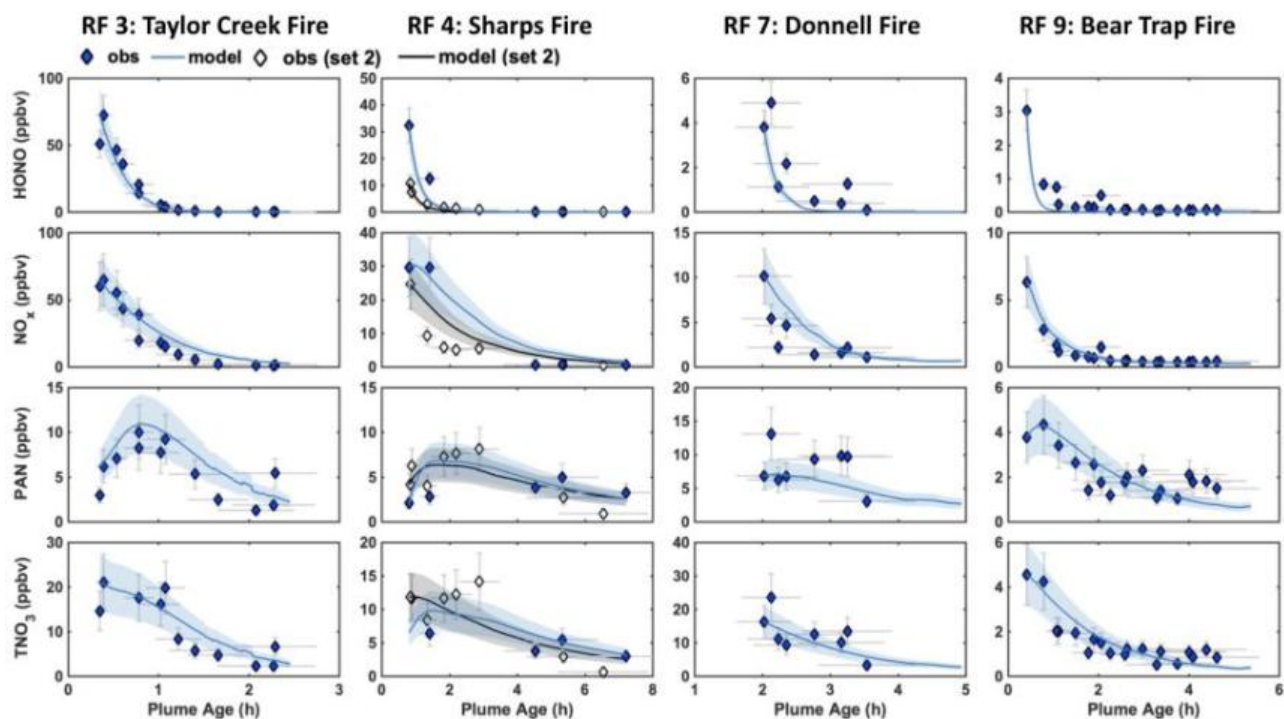 RF 3: Taylor Creek Fire RF 4: Sharps Fire RF 7: Donnell Fire RF 9: Bear Trap Fire
obs model obs (set 2) model (set 2)
HONO (ppbv)
100 50 0
50 40 30 20 10 0
6 4 2 0
4 3 2 1 0
NOx (ppbv)
100 50 0
40 30 20 10 0
15 10 5 0
10 5 0
PAN (ppbv)
15 10 5 0
15 10 5 0
20 15 10 5 0
6 4 2 0
TNO3 (ppbv)
30 20 10 0
20 15 10 5 0
40 30 20 10 0
6 4 2 0
0 1 2 3
0 2 4 6 8
1 2 3 4 5
0 2 4 6
Plume Age (h) Plume Age (h) Plume Age (h) Plume Age (h)